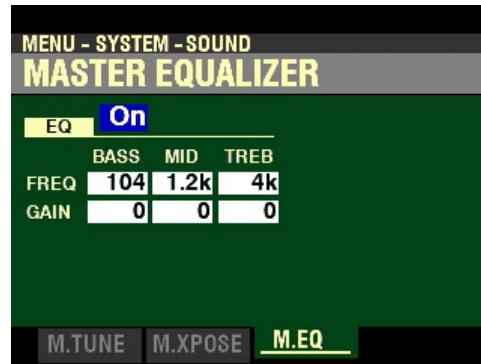 MENU - SYSTEM - SOUND
MASTER EQUALIZER
EQ On
BASS MID TREB
FREQ 104 1.2k 4k
GAIN 0 0 0
M.TUNE M.XPOSE M.EQ